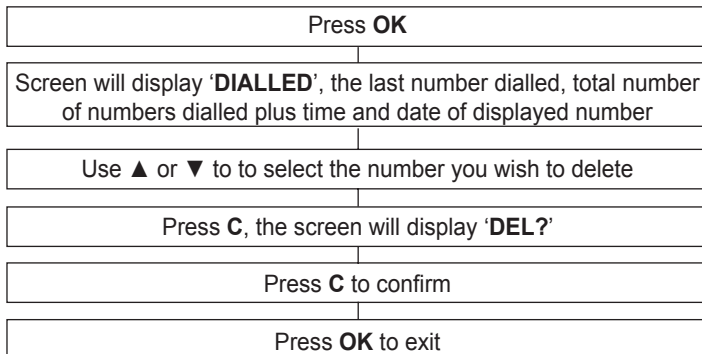 Press OK
Screen will display ‘DIALLED’, the last number dialled, total number
of numbers dialled plus time and date of displayed number
Use ▲ or ▼ to to select the number you wish to delete
Press C, the screen will display ‘DEL?’
Press C to confirm
Press OK to exit